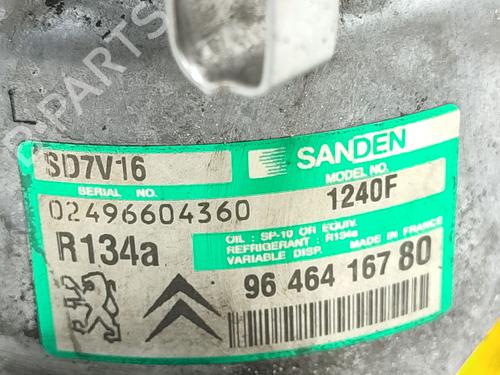 SD7V16
SANDEN
SERIAL NO.
MODEL NO.
02496604360
1240F
R134a
OIL : SP-10 OR EQUIV.
REFRIGERANT : R134a
VARIABLE DISP. MADE IN FRANCE
96 464 167 80